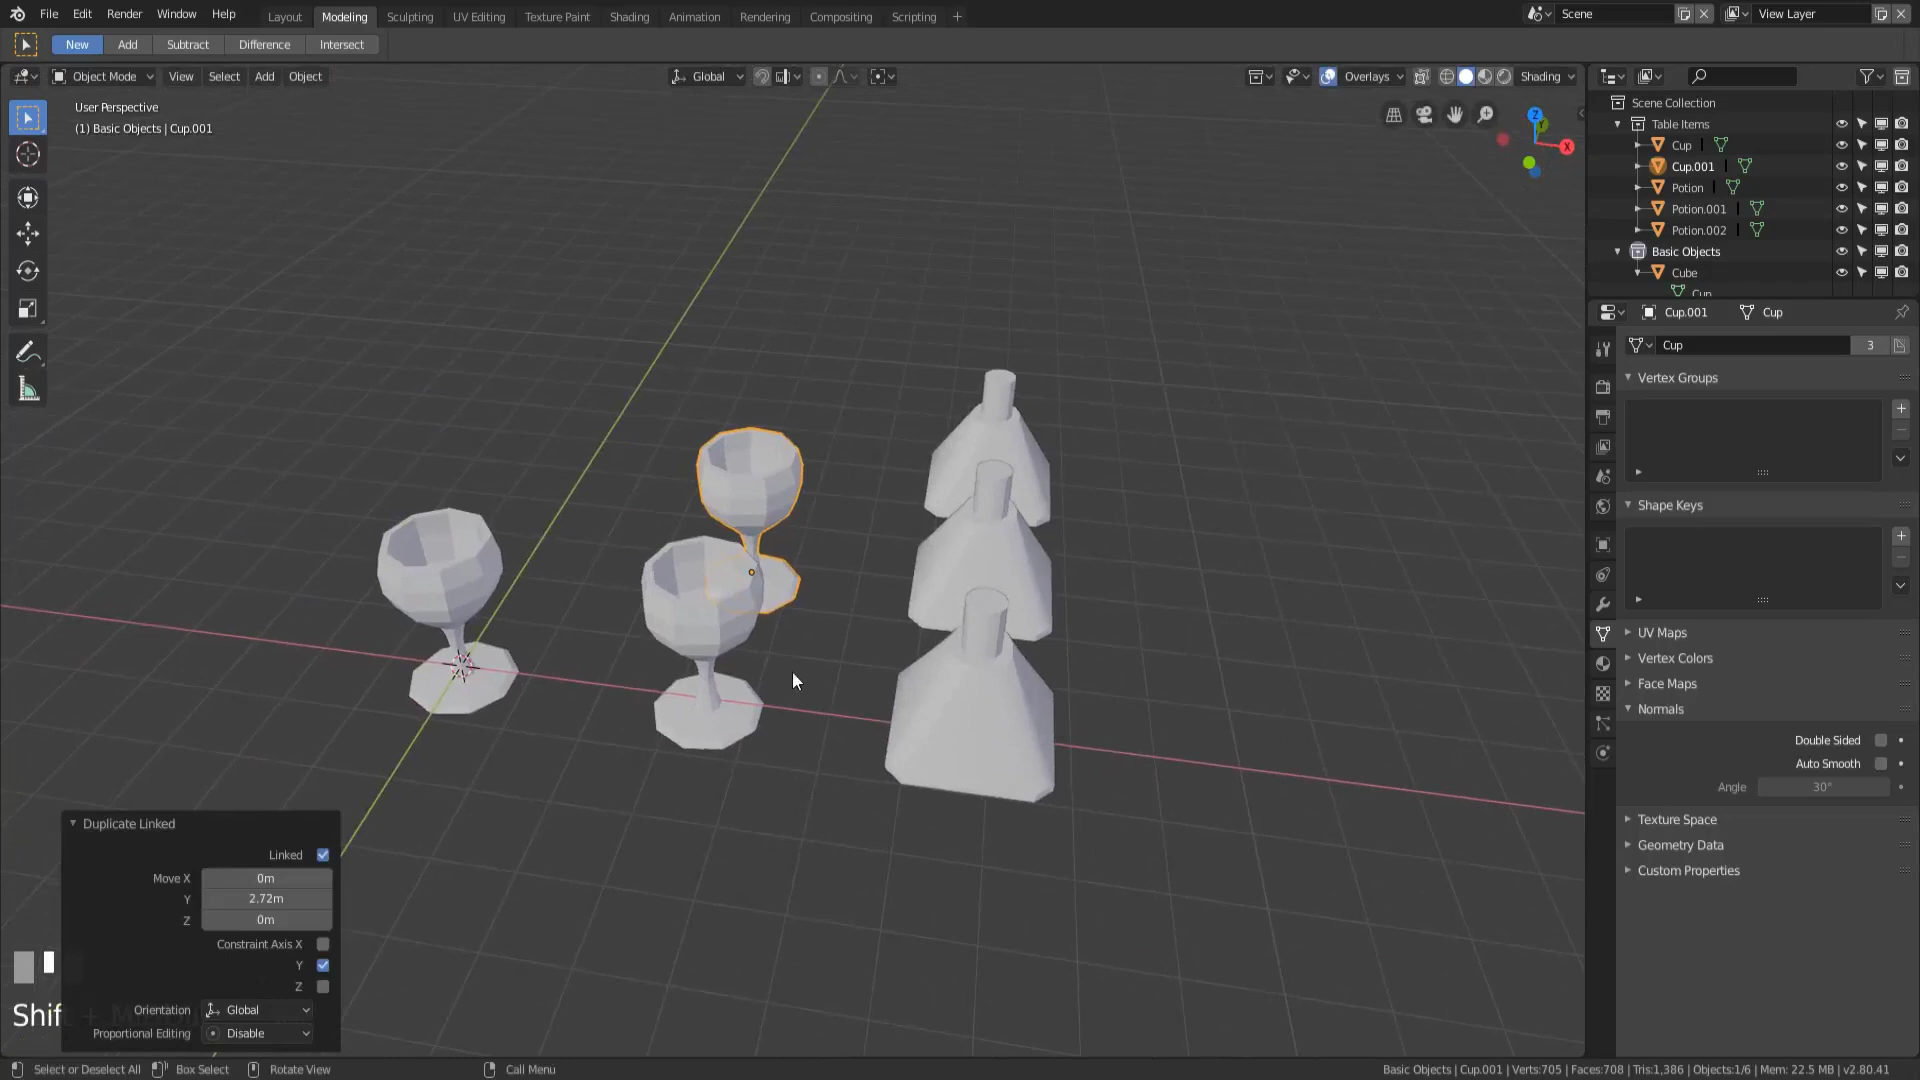 File Edit Render Window Help Layout Modeling Sculpting UV Editing Texture Paint Shading Animation Rendering Compositing Scripting + Scene View Layer
New Add Subtract Difference Intersect
Object Mode View Select Add Object Global Overlays Shading
User Perspective
(1) Basic Objects | Cup.001
Z
Y
X
Scene Collection
Table Items
Cup
Cup.001
Potion
Potion.001
Potion.002
Basic Objects
Cube
Cup
Cup.001 Cup
Cup 3
Vertex Groups
Shape Keys
UV Maps
Vertex Colors
Face Maps
Normals
Double Sided
Auto Smooth
Angle 30°
Texture Space
Geometry Data
Custom Properties
Duplicate Linked
Linked
Move X 0m
Y 2.72m
Z 0m
Constraint Axis X
Y
Z
Orientation Global
Proportional Editing Disable
Shif
Select or Deselect All Box Select Rotate View Call Menu Basic Objects | Cup.001 | Verts:705 | Faces:708 | Tris:1,386 | Objects:1/6 | Mem: 22.5 MB | v2.80.41